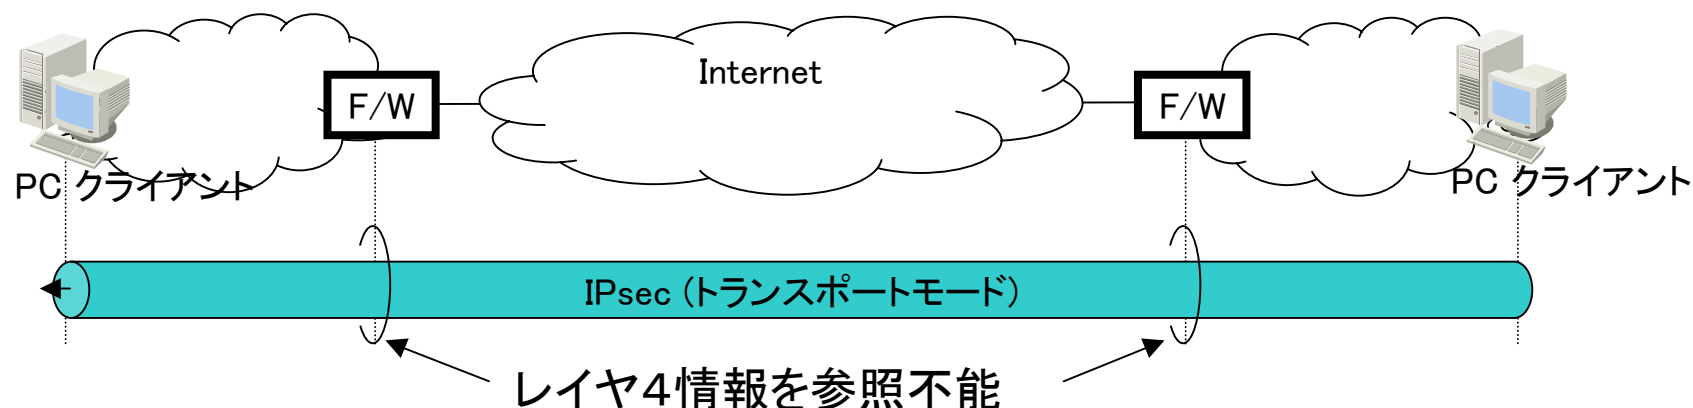 Internet
F/W
F/W
PC クライアント
PC クライアント
IPsec (トランスポートモード)
レイヤ4情報を参照不能